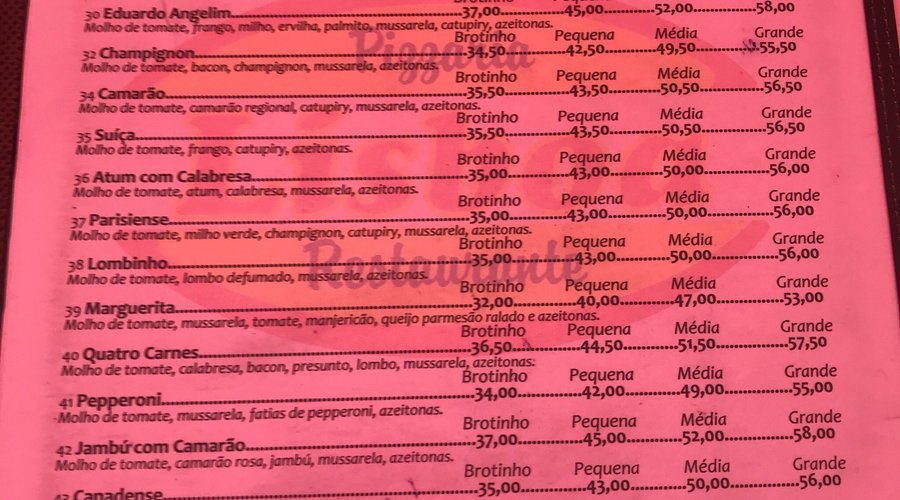 Brotinho
30 Eduardo Angelim 37,00 45,00 52,00 58,00
Molho de tomate, frango, milho, ervilha, palmito, mussarela, catupiry, azeitonas.
Brotinho Pequena Média Grande
32 Champignon 34,50 42,50 49,50 55,50
Molho de tomate, bacon, champignon, mussarela, azeitonas.
Brotinho Pequena Média Grande
34 Camarão 35,50 43,50 50,50 56,50
Molho de tomate, camarão regional, catupiry, mussarela, azeitonas.
Brotinho Pequena Média Grande
35 Suíça 35,50 43,50 50,50 56,50
Molho de tomate, frango, catupiry, azeitonas.
Brotinho Pequena Média Grande
36 Atum com Calabresa 35,00 43,00 50,00 56,00
Molho de tomate, atum, calabresa, mussarela, azeitonas.
Brotinho Pequena Média Grande
37 Parisiense 35,00 43,00 50,00 56,00
Molho de tomate, milho verde, champignon, catupiry, mussarela, azeitonas.
Brotinho Pequena Média Grande
38 Lombinho 35,00 43,00 50,00 56,00
Molho de tomate, lombo defumado, mussarela, azeitonas.
Brotinho Pequena Média Grande
39 Marguerita 32,00 40,00 47,00 53,00
Molho de tomate, mussarela, tomate, manjericão, queijo parmesão ralado e azeitonas.
Brotinho Pequena Média Grande
40 Quatro Carnes 36,50 44,50 51,50 57,50
Molho de tomate, calabresa, bacon, presunto, lombo, mussarela, azeitonas.
Brotinho Pequena Média Grande
41 Pepperoni 34,00 42,00 49,00 55,00
Molho de tomate, mussarela, fatias de pepperoni, azeitonas.
Brotinho Pequena Média Grande
42 Jambú com Camarão 37,00 45,00 52,00 58,00
Molho de tomate, camarão rosa, jambú, mussarela, azeitonas.
Brotinho Pequena Média Grande
43 Canadense 35,00 43,00 50,00 56,00
Pizzaria
Lisboa
Restaurante